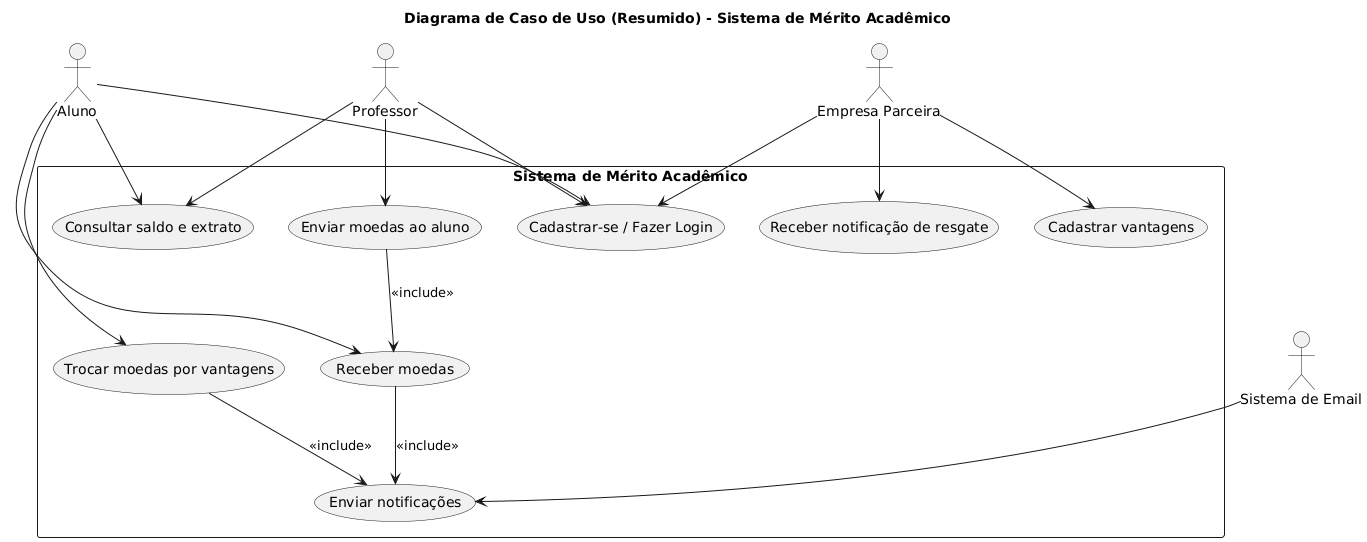 Diagrama de Caso de Uso (Resumido) - Sistema de Mérito Acadêmico
Aluno
Professor
Empresa Parceira
Sistema de Mérito Acadêmico
Consultar saldo e extrato
Enviar moedas ao aluno
Cadastrar-se / Fazer Login
Receber notificação de resgate
Cadastrar vantagens
«include»
Trocar moedas por vantagens
Receber moedas
Sistema de Email
«include»
«include»
Enviar notificações